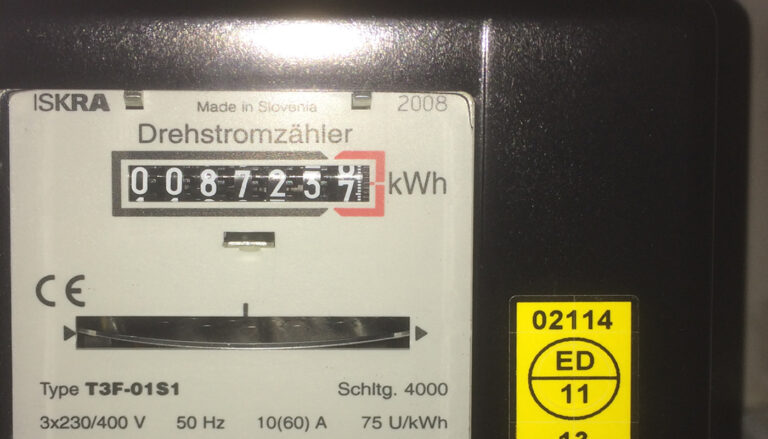 ISKRA Made in Slovenia 2008
Drehstromzähler
0087237 kWh
CE
Type T3F-01S1 Schltg. 4000
3x230/400 V 50 Hz 10(60) A 75 U/kWh
02114
ED
11